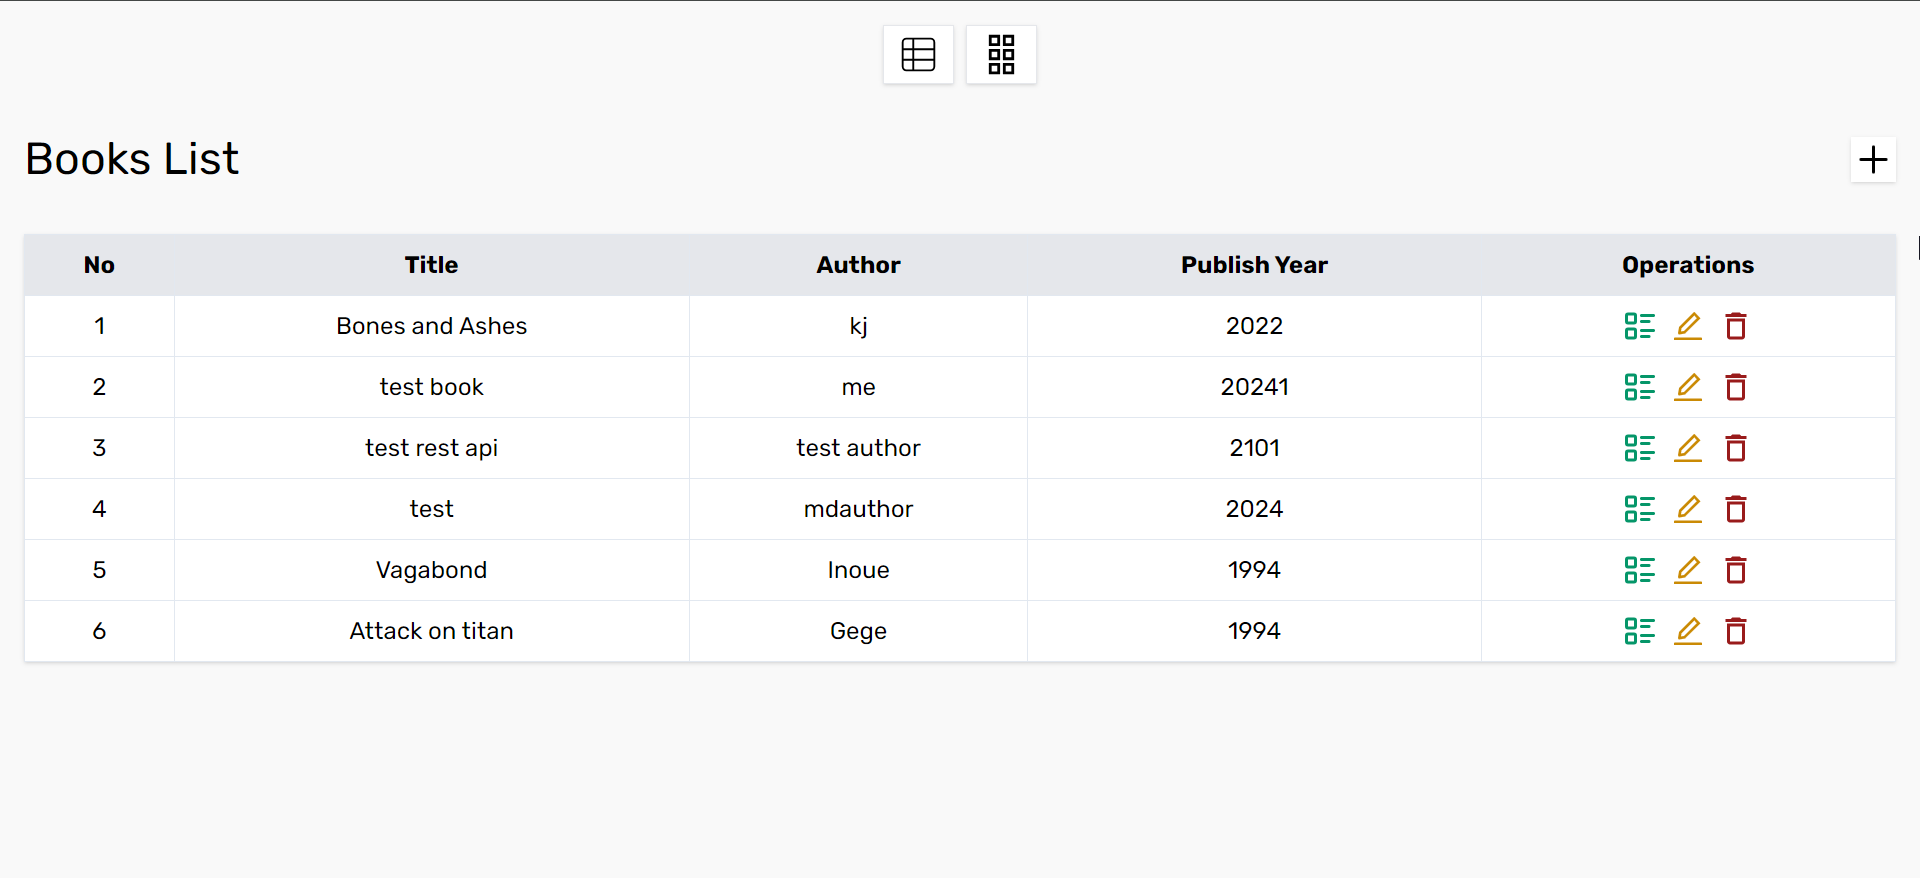 Books List
No Title Author Publish Year Operations
1 Bones and Ashes kj 2022
2 test book me 20241
3 test rest api test author 2101
4 test mdauthor 2024
5 Vagabond Inoue 1994
6 Attack on titan Gege 1994